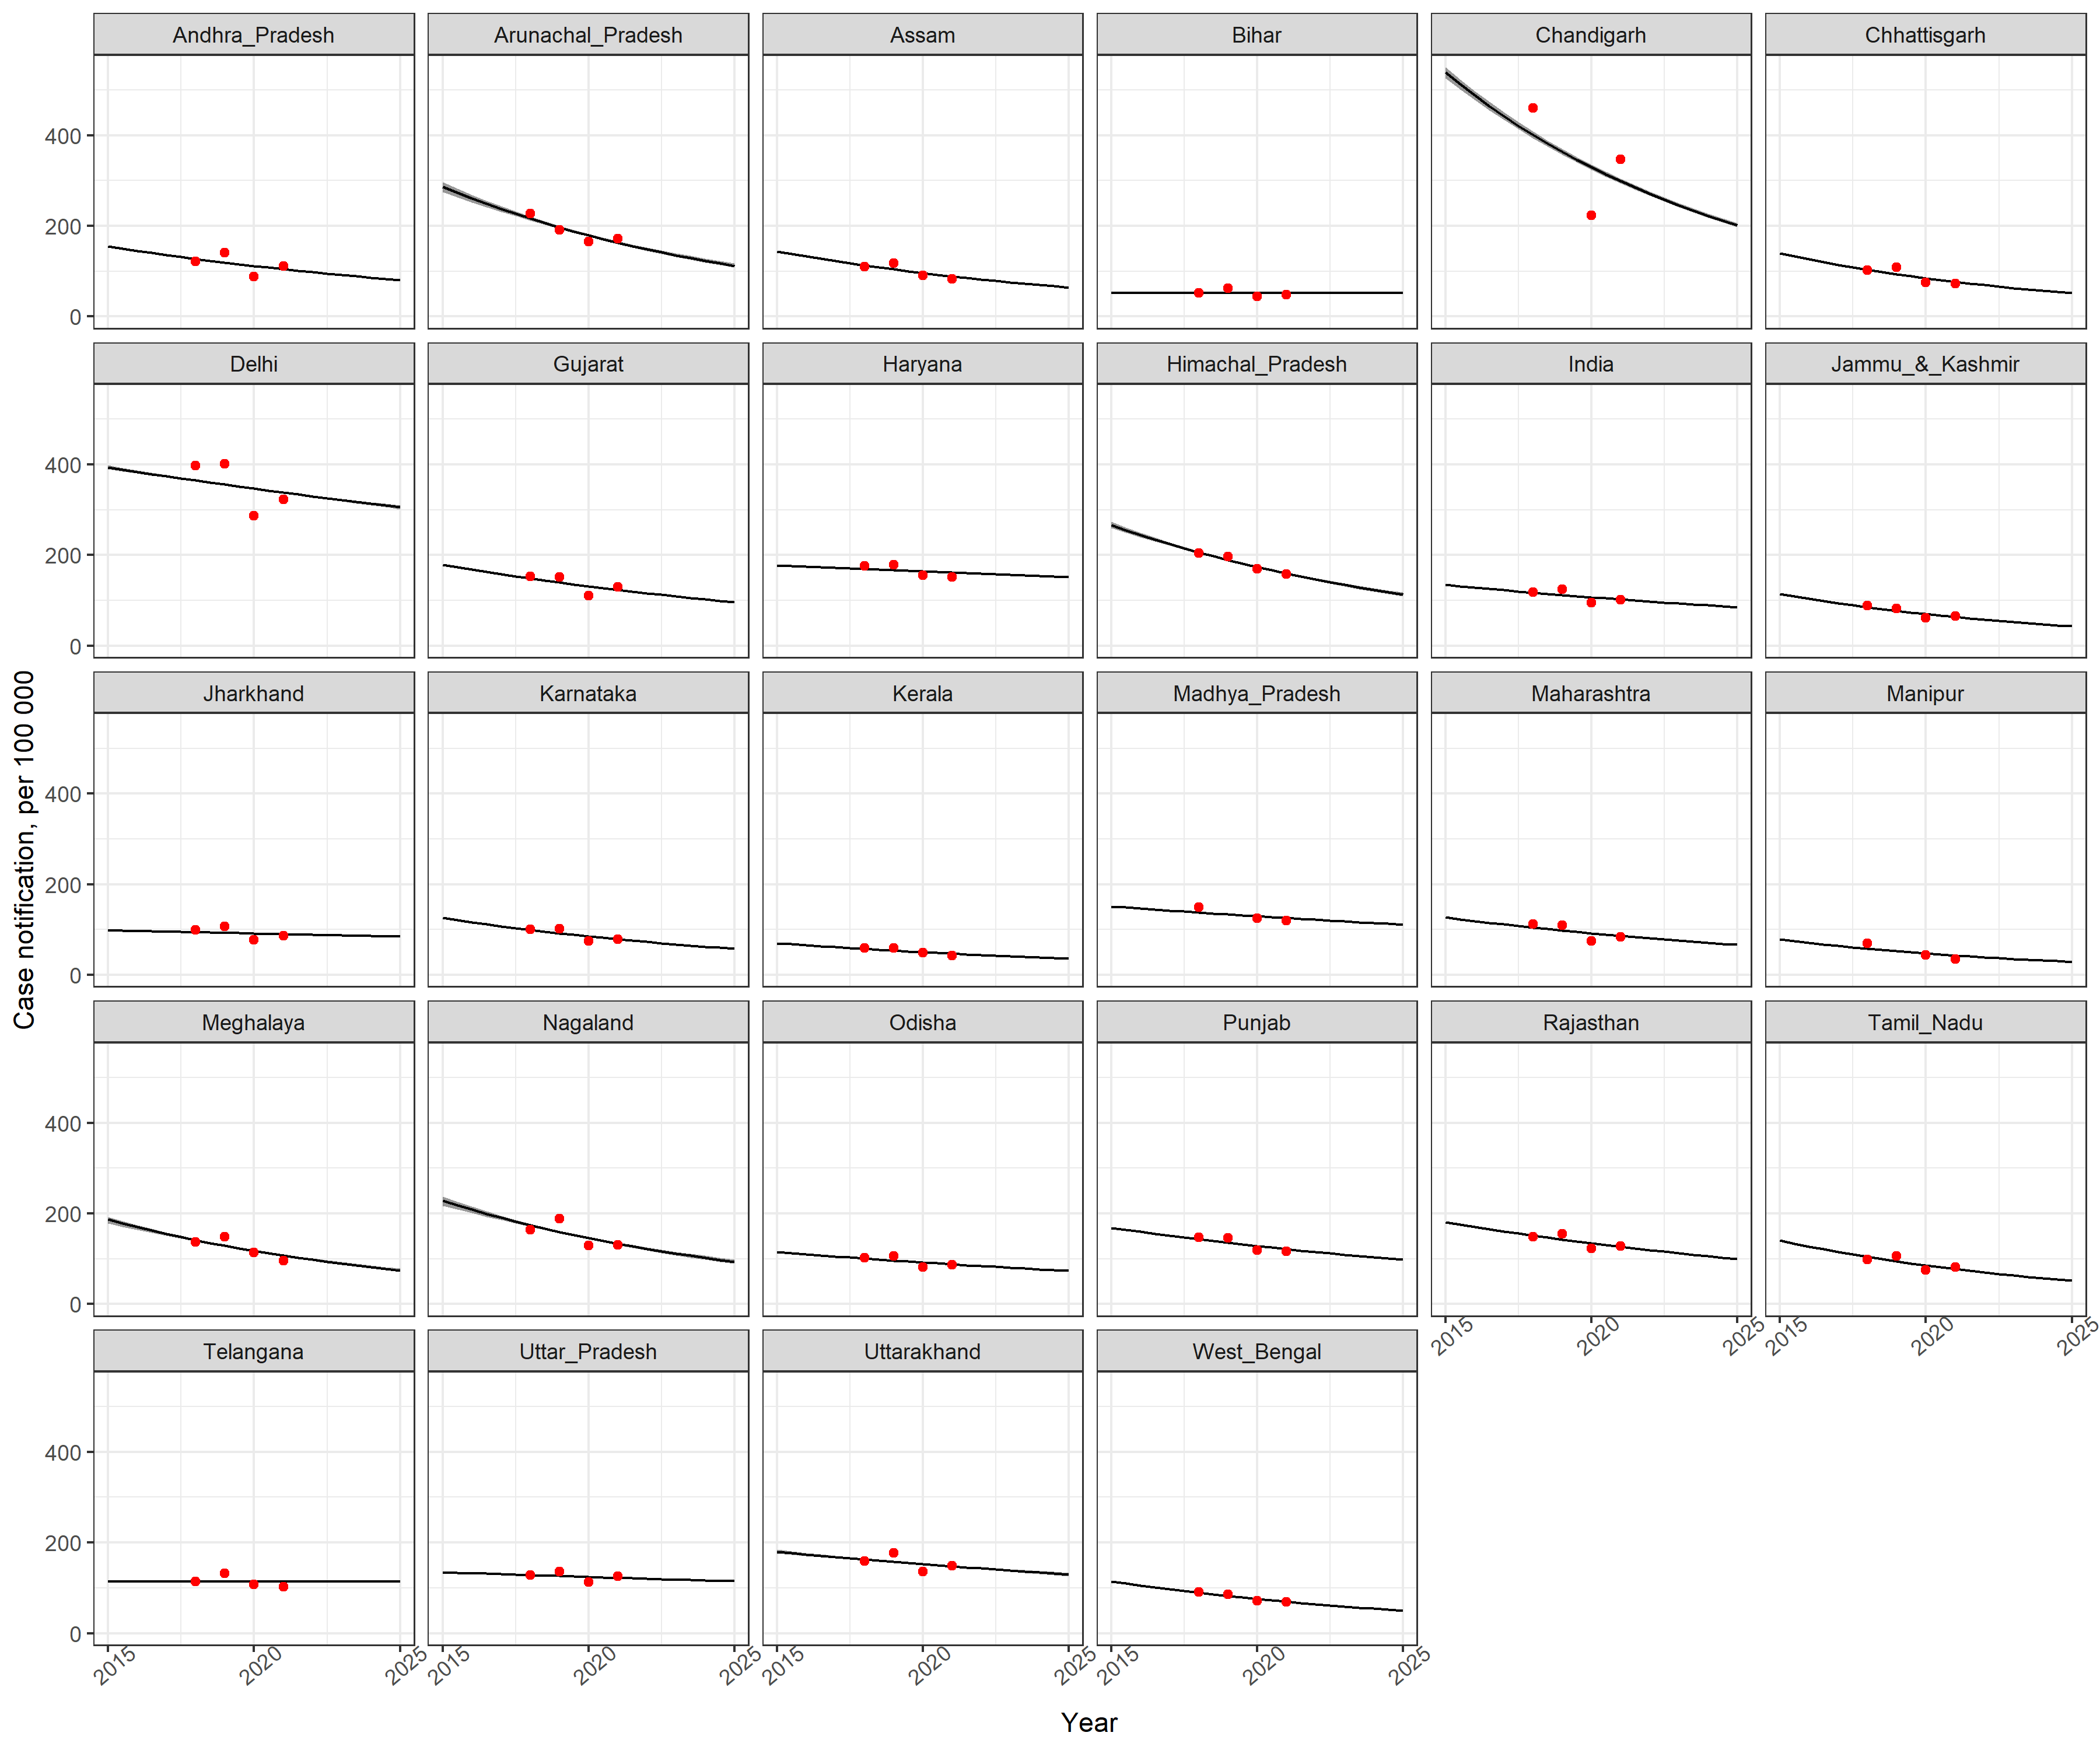 Andhra_Pradesh
Arunachal_Pradesh
Assam
Bihar
Chandigarh
Chhattisgarh
400
200
0
Delhi
Gujarat
Haryana
Himachal_Pradesh
India
Jammu_&_Kashmir
400
200
0
Case notification, per 100 000
Jharkhand
Karnataka
Kerala
Madhya_Pradesh
Maharashtra
Manipur
400
200
0
Meghalaya
Nagaland
Odisha
Punjab
Rajasthan
Tamil_Nadu
400
200
0
2015
2020
2025
2015
2020
2025
Telangana
Uttar_Pradesh
Uttarakhand
West_Bengal
400
200
0
2015
2020
2025
2015
2020
2025
2015
2020
2025
2015
2020
2025
Year